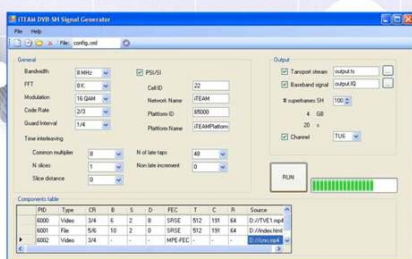 iTEAM DVB-SH Signal Generator
File Help
File: config.xml
General
Bandwidth 8 MHz
FFT 8K
Modulation 16 QAM
Code Rate 2/3
Guard Interval 1/4
Time interleaving
Common multiplier 8
N slices 1
Slice distance 0
PSI/SI
Cell ID 22
Network Name iTEAM
Platform ID 65000
Platform Name iTEAMPlatform
N of late taps 48
Non late increment 0
Output
Transport stream output.ts ...
Baseband signal output.IQ ...
# superframes SH 100
4 GB
20 s
Channel TU6
RUN
Components table
PID Type CR B S D FEC T C R Source
6000 Video 3/4 6 2 8 SRSE 512 191 64 D://TVE1.mp4
6001 File 5/6 10 2 0 SRSE 512 191 64 D://index.html
6002 Video 3/4 - - - MPE-FEC - - -